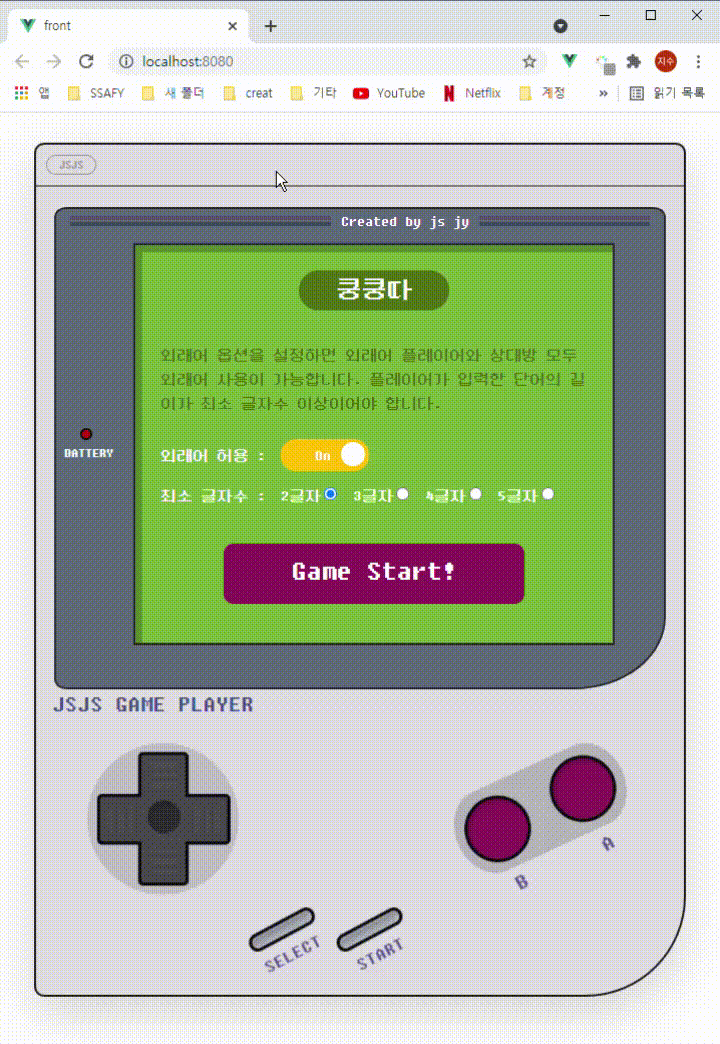 front
localhost:8080
지수
앱 SSAFY 새 폴더 creat 기타 YouTube Netflix 계정 » 읽기 목록
JSJS
Created by js jy
쿵쿵따
외래어 옵션을 설정하면 외래어 플레이어와 상대방 모두
외래어 사용이 가능합니다. 플레이어가 입력한 단어의 길
이가 최소 글자수 이상이어야 합니다.
BATTERY
외래어 허용 : On
최소 글자수 : 2글자 3글자 4글자 5글자
Game Start!
JSJS GAME PLAYER
A
B
SELECT START